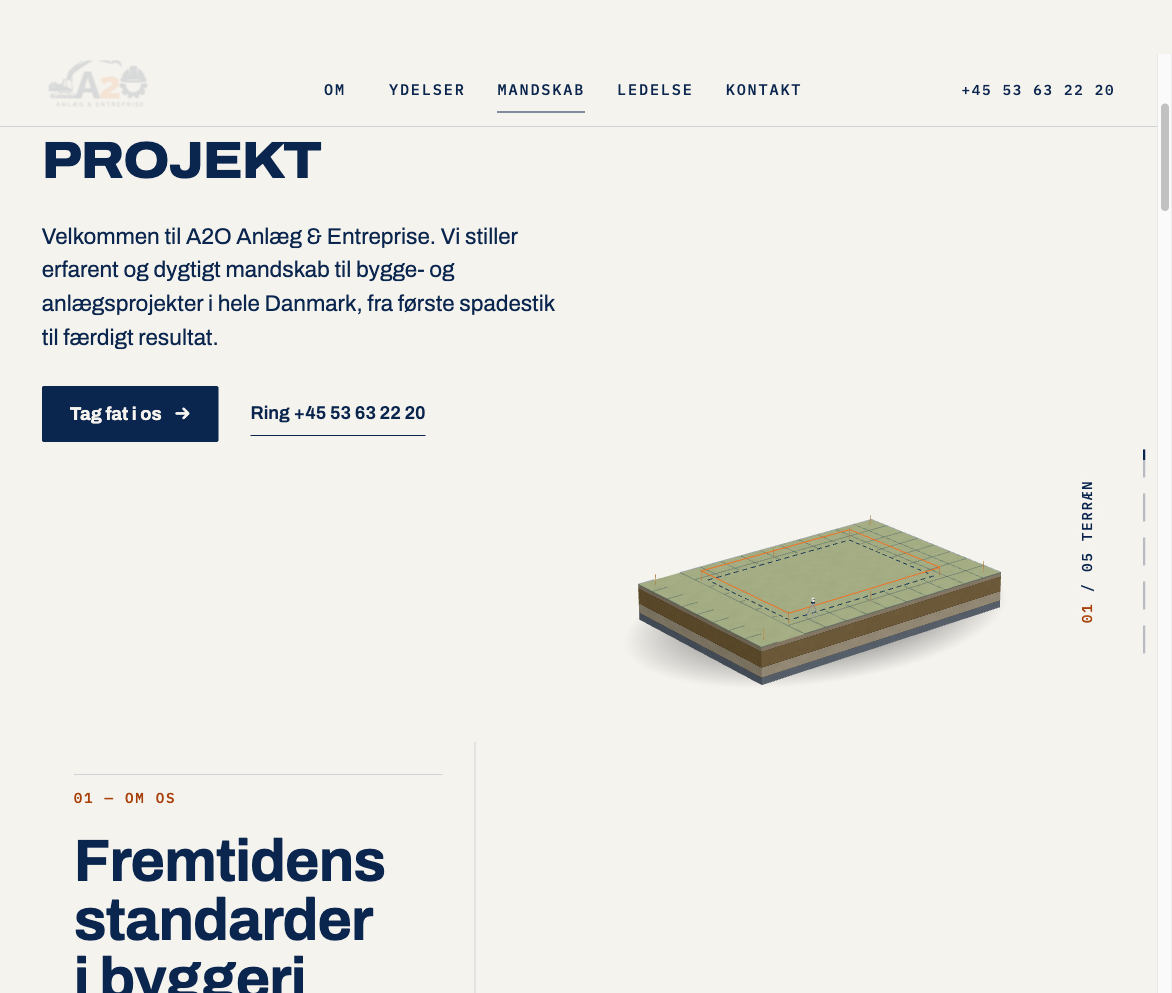 A2O
ANLÆG & ENTREPRISE
OM YDELSER MANDSKAB LEDELSE KONTAKT +45 53 63 22 20
PROJEKT
Velkommen til A2O Anlæg & Entreprise. Vi stiller
erfarent og dygtigt mandskab til bygge- og
anlægsprojekter i hele Danmark, fra første spadestik
til færdigt resultat.
Tag fat i os →
Ring +45 53 63 22 20
01 / 05 TERRÆN
01 — OM OS
Fremtidens
standarder
i byggeri